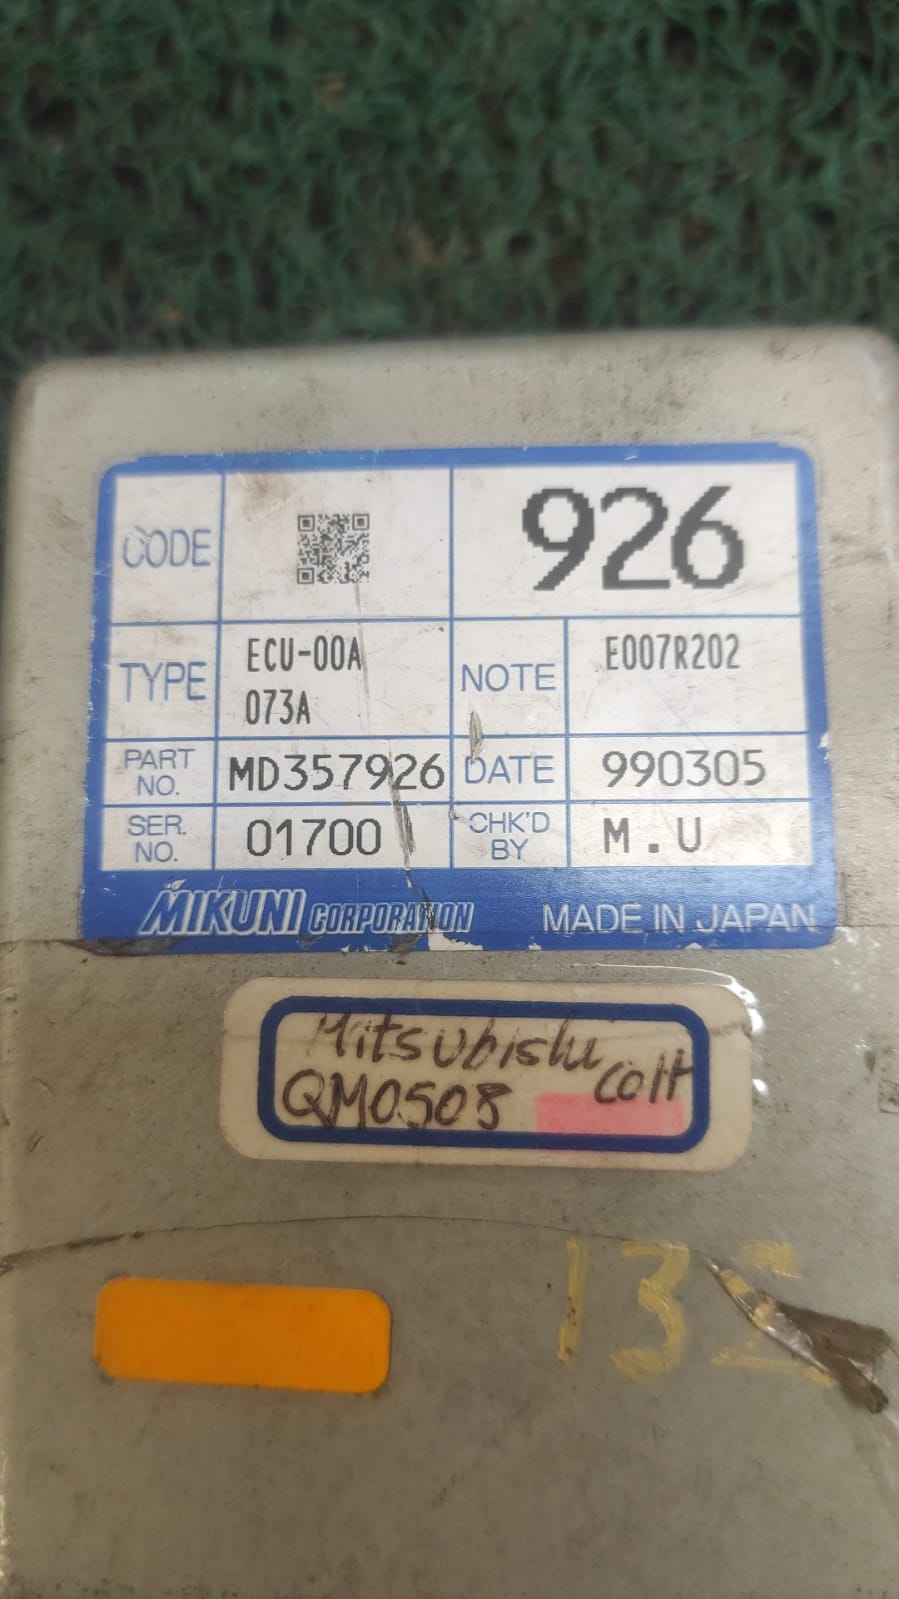 CODE 926
TYPE ECU-00A NOTE E007R202
073A
PART NO. MD357926 DATE 990305
SER. NO. 01700 CHK'D BY M.U
MIKUNI CORPORATION MADE IN JAPAN
Mitsubishi
QM0508 Colt
132